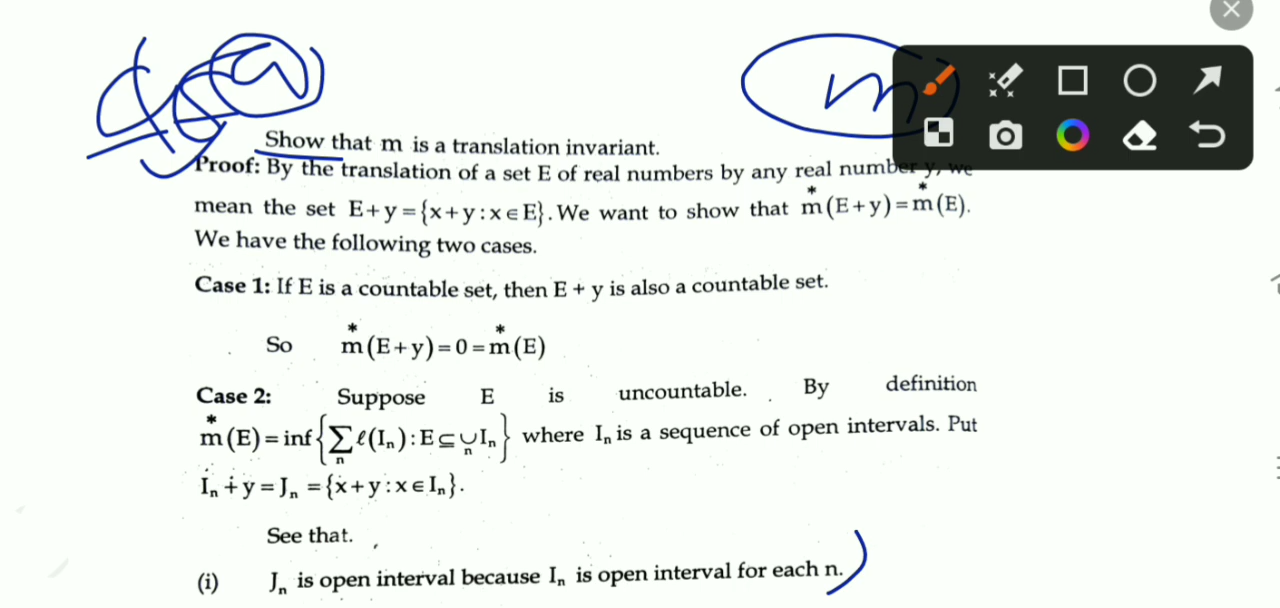 m
Show that m is a translation invariant.
Proof: By the translation of a set E of real numbers by any real number y, we
mean the set E+y={x+y:x∈E}. We want to show that m*(E+y)=m*(E).
We have the following two cases.
Case 1: If E is a countable set, then E + y is also a countable set.
So m*(E+y)=0=m*(E)
Case 2: Suppose E is uncountable. By definition
m*(E)=inf{∑ₙ ℓ(Iₙ):E⊆∪ₙIₙ} where Iₙ is a sequence of open intervals. Put
Iₙ+y=Jₙ={x+y:x∈Iₙ}.
See that.
(i) Jₙ is open interval because Iₙ is open interval for each n.